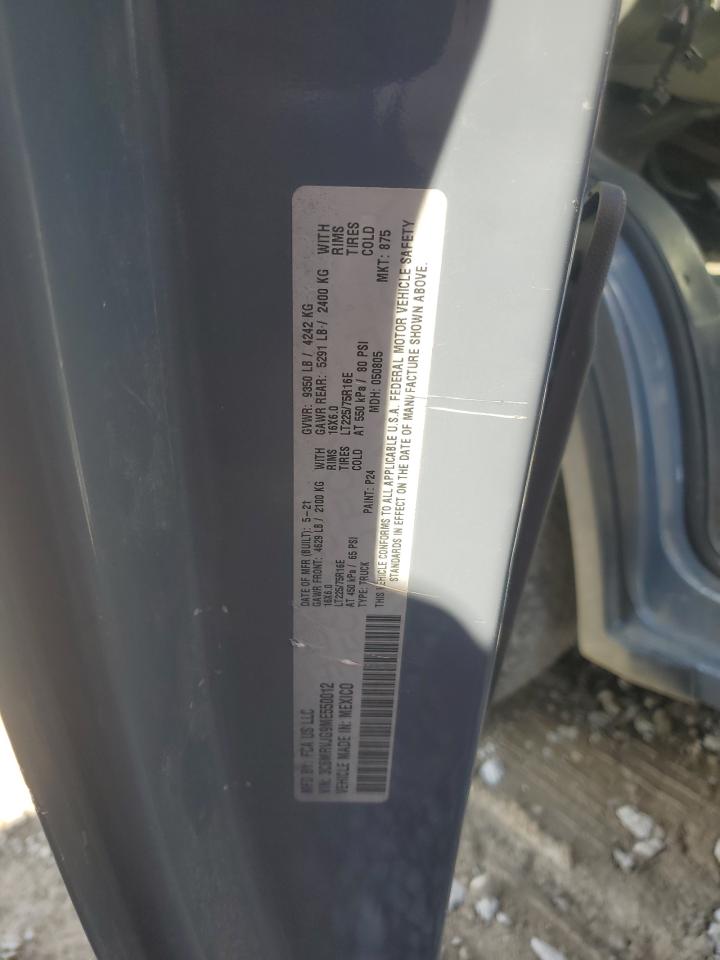 MFD BY: FCA US LLC
VIN: 3C6MRVJG9ME550012
VEHICLE MADE IN: MEXICO
DATE OF MFR (BUILT): 5-21
GAWR FRONT: 4629 LB / 2100 KG WITH
16X6.0 RIMS
LT225/75R16E TIRES
AT 450 kPa / 65 PSI COLD
TYPE: TRUCK
PAINT: P24
GVWR: 9350 LB / 4242 KG
GAWR REAR: 5291 LB / 2400 KG WITH
16X6.0 RIMS
LT225/75R16E TIRES
AT 550 kPa / 80 PSI COLD
MDH: 050805 MKT: 875
THIS VEHICLE CONFORMS TO ALL APPLICABLE U.S.A. FEDERAL MOTOR VEHICLE SAFETY
STANDARDS IN EFFECT ON THE DATE OF MANUFACTURE SHOWN ABOVE.